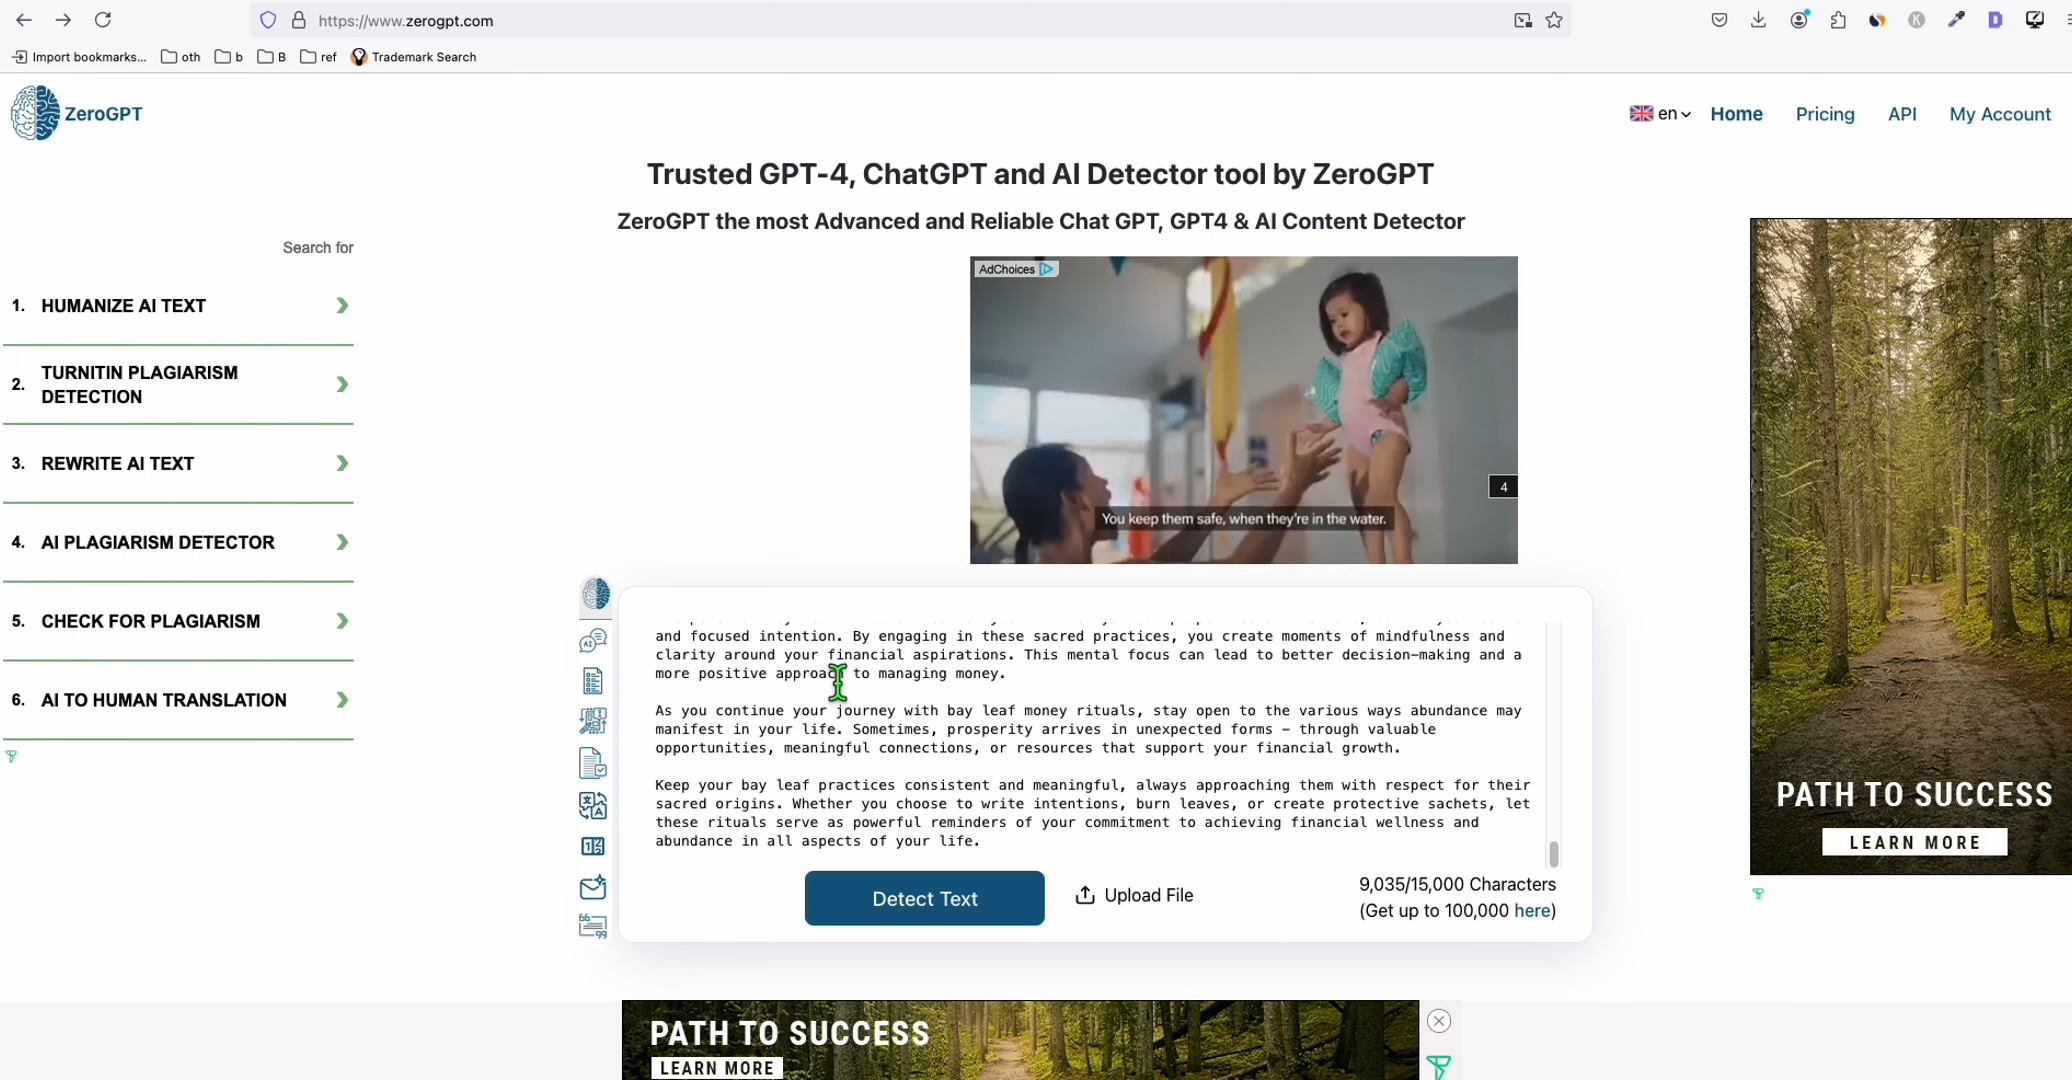 https://www.zerogpt.com
Import bookmarks...
oth
b
B
ref
Trademark Search
ZeroGPT
en
Home
Pricing
API
My Account
Trusted GPT-4, ChatGPT and AI Detector tool by ZeroGPT
ZeroGPT the most Advanced and Reliable Chat GPT, GPT4 & AI Content Detector
Search for
1. HUMANIZE AI TEXT
2. TURNITIN PLAGIARISM
DETECTION
3. REWRITE AI TEXT
4. AI PLAGIARISM DETECTOR
5. CHECK FOR PLAGIARISM
6. AI TO HUMAN TRANSLATION
AdChoices
4
You keep them safe, when they're in the water.
and focused intention. By engaging in these sacred practices, you create moments of mindfulness and
clarity around your financial aspirations. This mental focus can lead to better decision-making and a
more positive approach to managing money.
As you continue your journey with bay leaf money rituals, stay open to the various ways abundance may
manifest in your life. Sometimes, prosperity arrives in unexpected forms – through valuable
opportunities, meaningful connections, or resources that support your financial growth.
Keep your bay leaf practices consistent and meaningful, always approaching them with respect for their
sacred origins. Whether you choose to write intentions, burn leaves, or create protective sachets, let
these rituals serve as powerful reminders of your commitment to achieving financial wellness and
abundance in all aspects of your life.
Detect Text
Upload File
9,035/15,000 Characters
(Get up to 100,000 here)
PATH TO SUCCESS
LEARN MORE
PATH TO SUCCESS
LEARN MORE